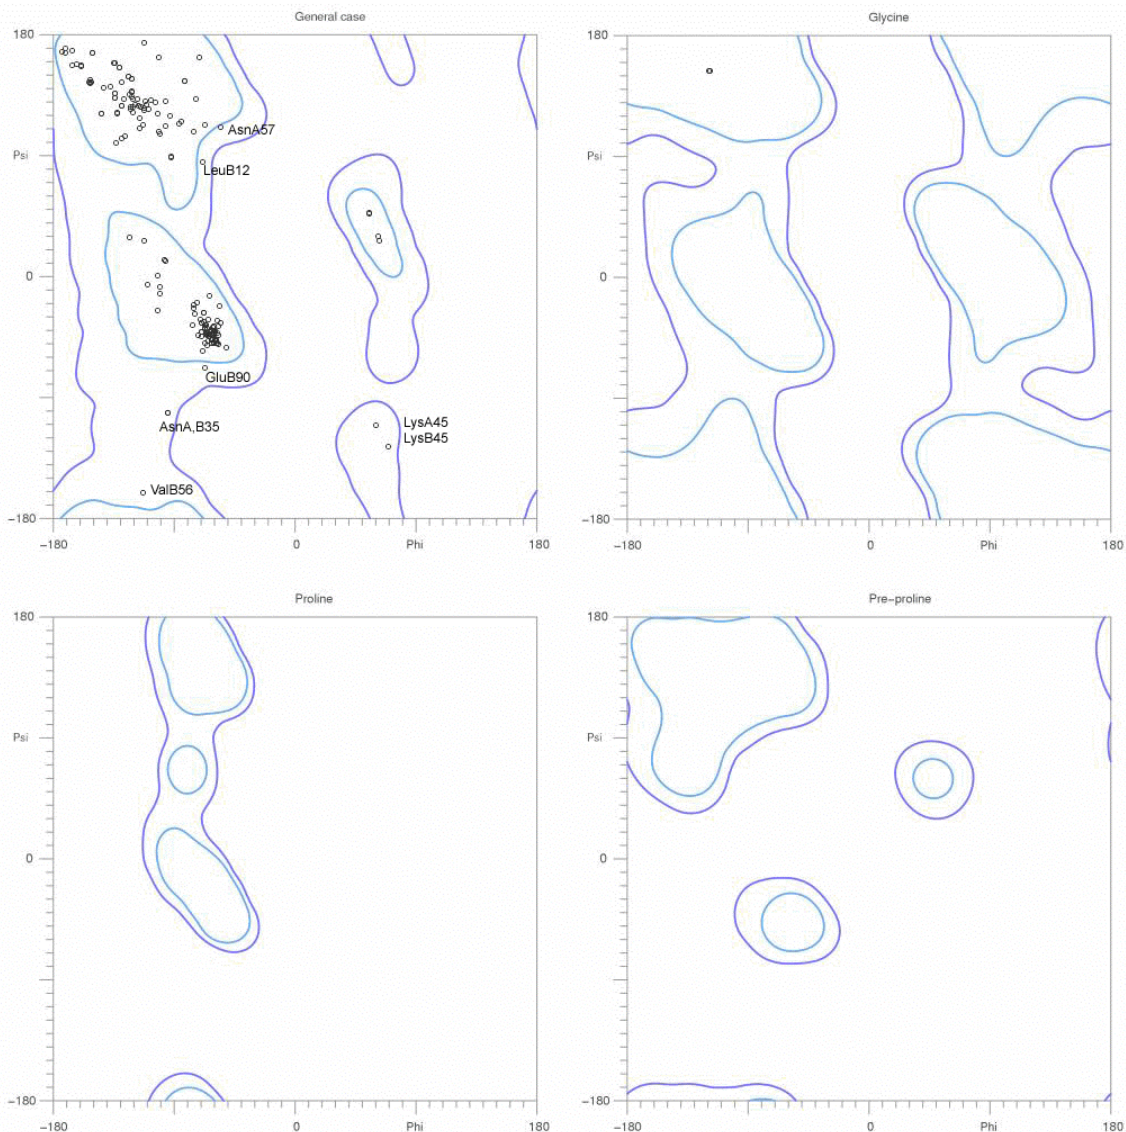 General case
Glycine
180
AsnA57
Psi
LeuB12
0
GluB90
AsnA,B35
LysA45
LysB45
ValB56
−180
−180
0
Phi
180
180
Psi
0
−180
−180
0
Phi
180
Proline
Pre−proline
180
Psi
0
−180
−180
0
Phi
180
180
Psi
0
−180
−180
0
Phi
180